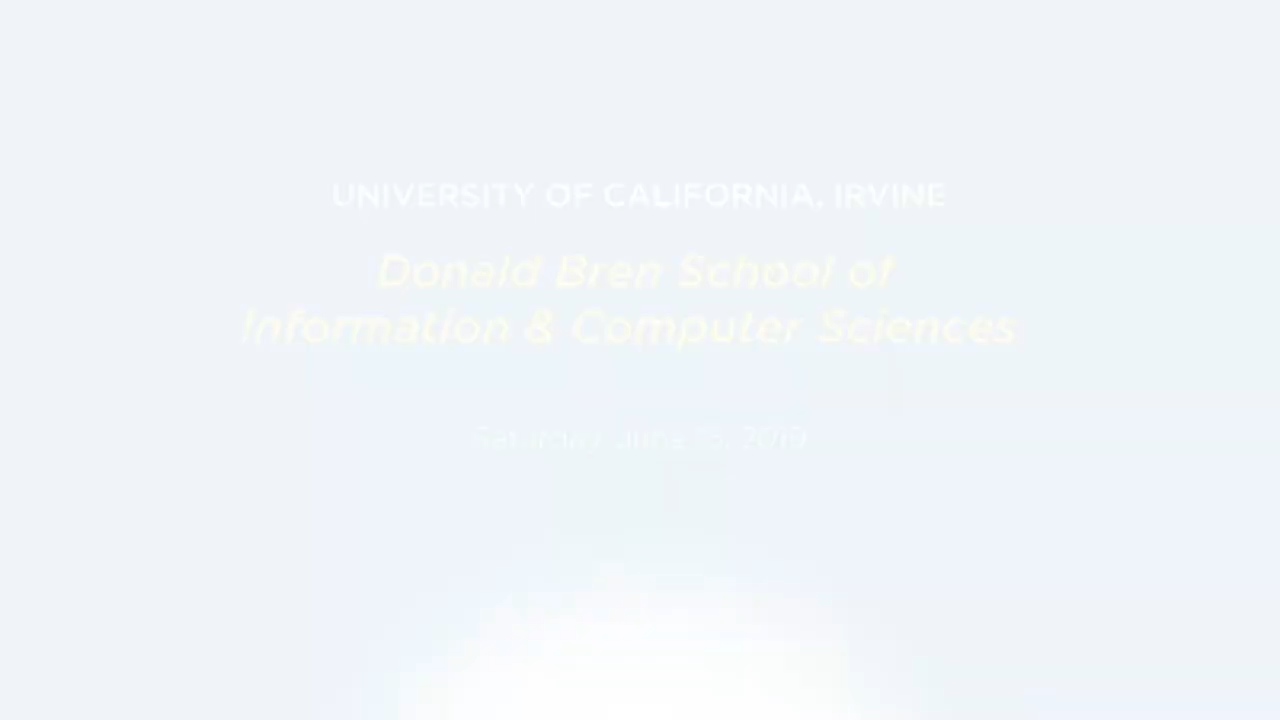 UNIVERSITY OF CALIFORNIA, IRVINE
Donald Bren School of
Information & Computer Sciences
Saturday, June 15, 2019